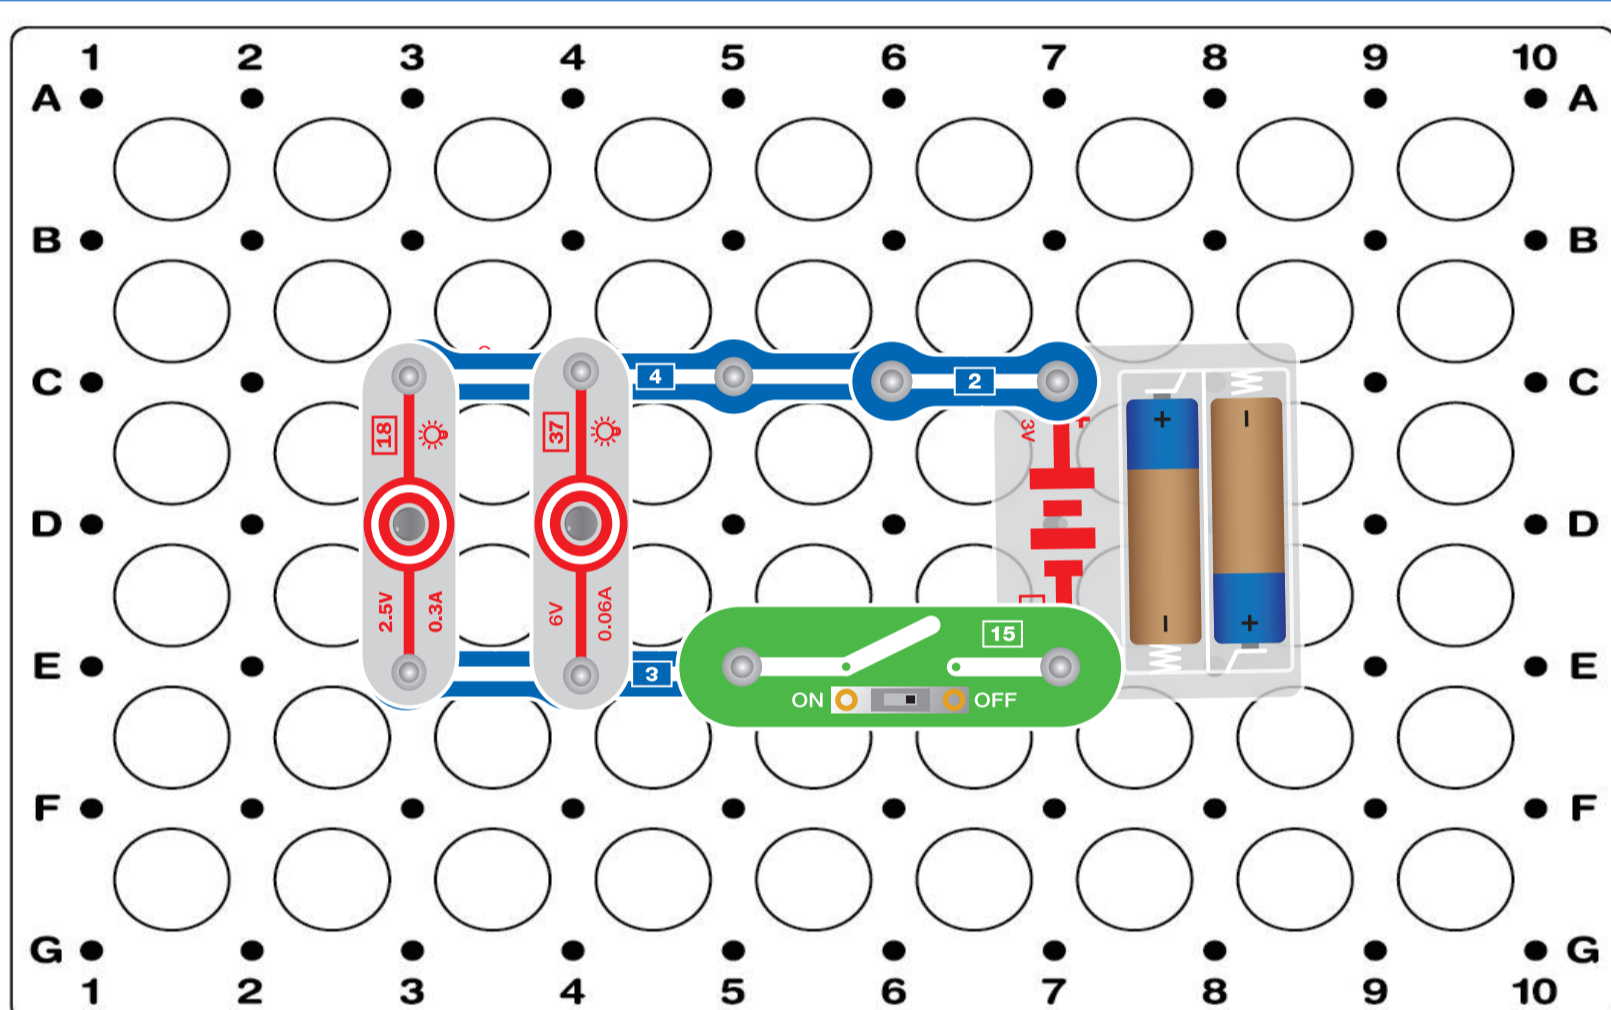 1 2 3 4 5 6 7 8 9 10
A A
B B
C 4 2 C
18 37 3V + −
D D
2.5V 0.3A 6V 0.06A
15 − +
E 3 E
ON OFF
F F
G G
1 2 3 4 5 6 7 8 9 10